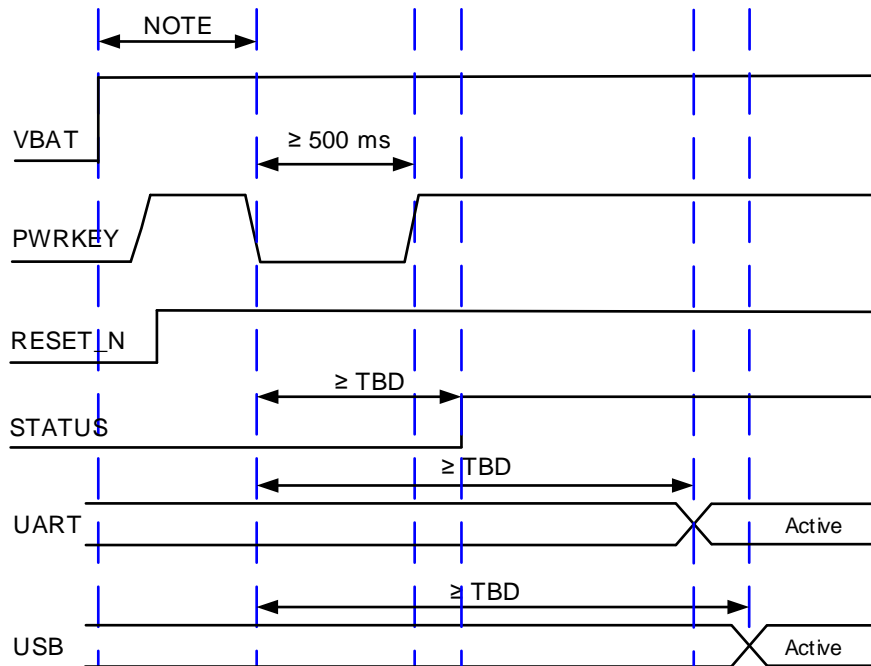 NOTE
VBAT
≥ 500 ms
PWRKEY
RESET_N
≥ TBD
STATUS
≥ TBD
UART
Active
≥ TBD
USB
Active